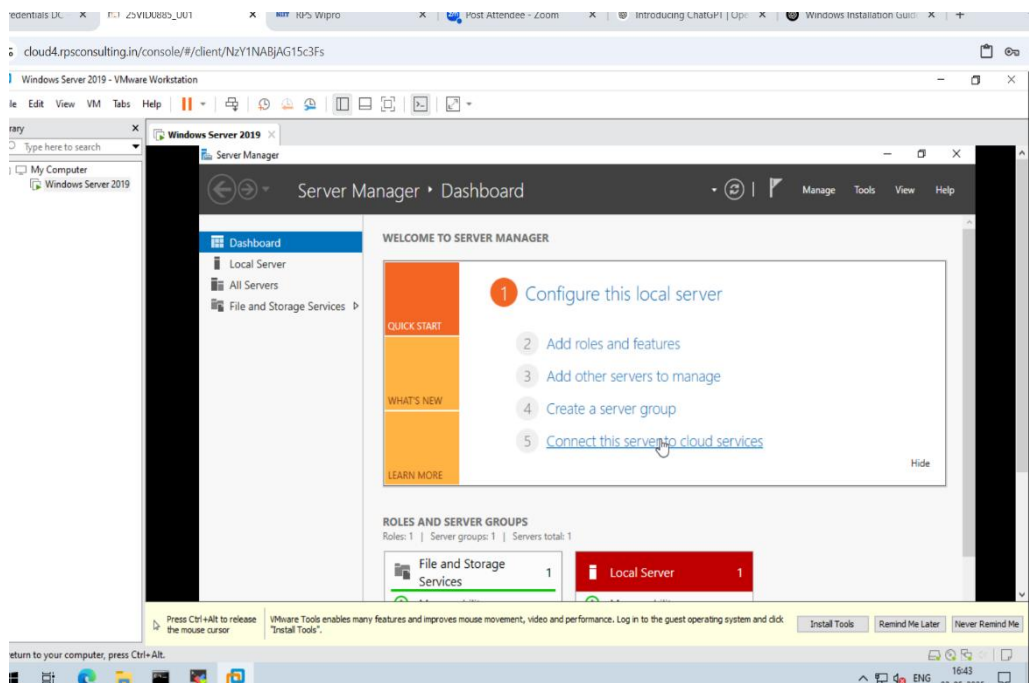 redentials DC
25VID0885_U01
RPS Wipro
Post Attendee - Zoom
Introducing ChatGPT | Ope
Windows Installation Guid
cloud4.rpsconsulting.in/console/#/client/NzY1NABjAG15c3Fs
Windows Server 2019 - VMware Workstation
le Edit View VM Tabs Help
rary
Type here to search
My Computer
Windows Server 2019
Windows Server 2019
Server Manager
Server Manager • Dashboard
Manage Tools View Help
Dashboard
Local Server
All Servers
File and Storage Services
WELCOME TO SERVER MANAGER
QUICK START
WHAT'S NEW
LEARN MORE
1 Configure this local server
2 Add roles and features
3 Add other servers to manage
4 Create a server group
5 Connect this server to cloud services
Hide
ROLES AND SERVER GROUPS
Roles: 1 | Server groups: 1 | Servers total: 1
File and Storage
Services
1
Local Server 1
Press Ctrl+Alt to release
the mouse cursor
VMware Tools enables many features and improves mouse movement, video and performance. Log in to the guest operating system and click
"Install Tools".
Install Tools
Remind Me Later
Never Remind Me
eturn to your computer, press Ctrl+Alt.
ENG
16:43